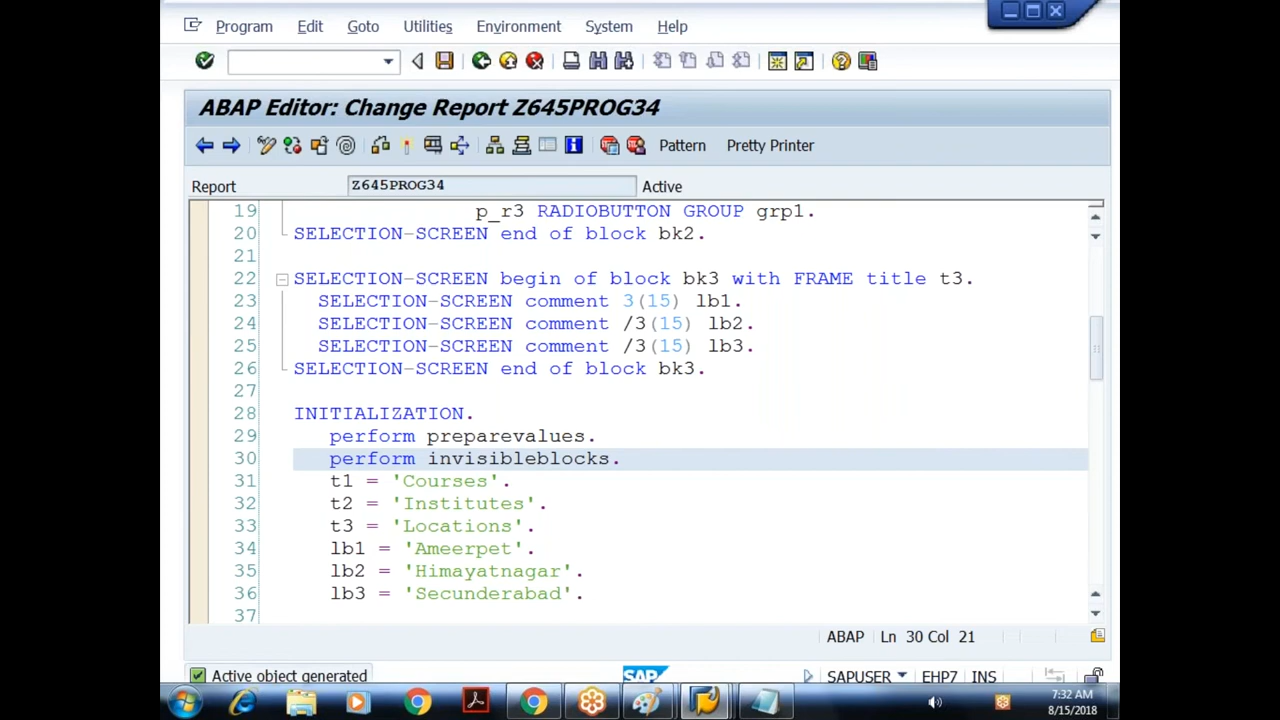 Program Edit Goto Utilities Environment System Help
ABAP Editor: Change Report Z645PROG34
Pattern Pretty Printer
Report Z645PROG34 Active
19 p_r3 RADIOBUTTON GROUP grp1.
20 SELECTION-SCREEN end of block bk2.
21
22 SELECTION-SCREEN begin of block bk3 with FRAME title t3.
23 SELECTION-SCREEN comment 3(15) lb1.
24 SELECTION-SCREEN comment /3(15) lb2.
25 SELECTION-SCREEN comment /3(15) lb3.
26 SELECTION-SCREEN end of block bk3.
27
28 INITIALIZATION.
29 perform preparevalues.
30 perform invisibleblocks.
31 t1 = 'Courses'.
32 t2 = 'Institutes'.
33 t3 = 'Locations'.
34 lb1 = 'Ameerpet'.
35 lb2 = 'Himayatnagar'.
36 lb3 = 'Secunderabad'.
37
ABAP Ln 30 Col 21
Active object generated SAP SAPUSER EHP7 INS
7:32 AM
8/15/2018